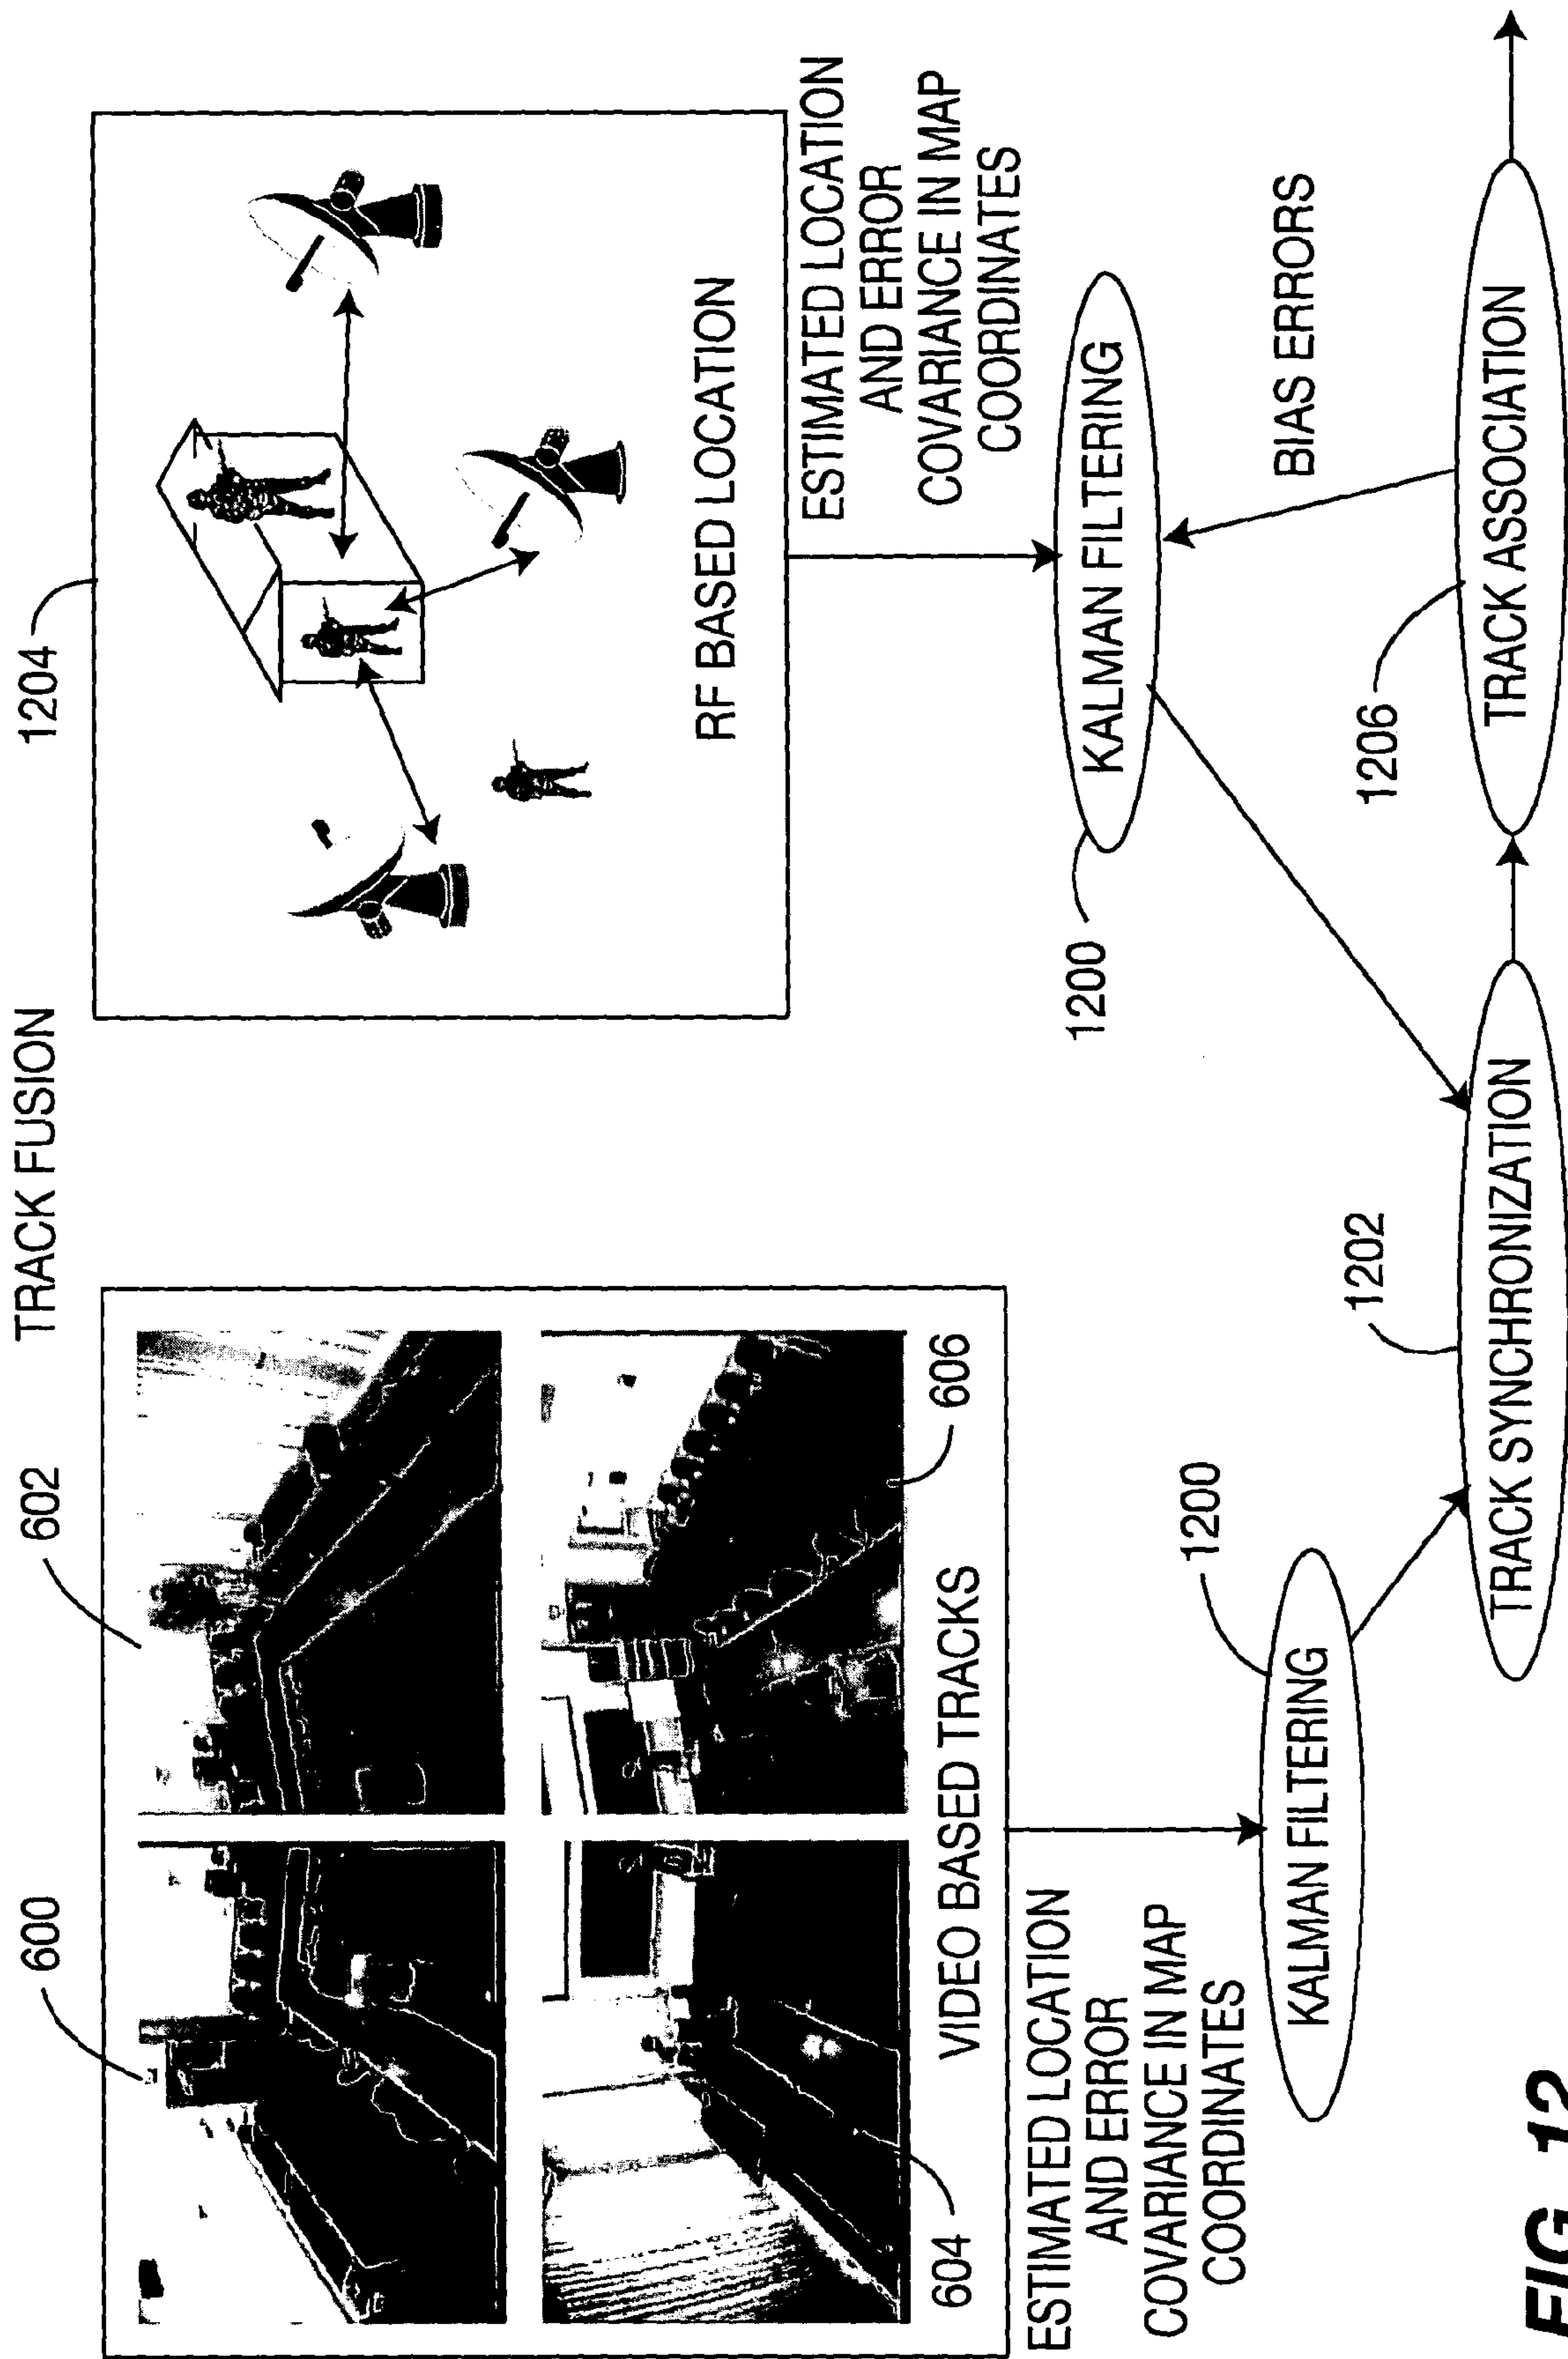 TRACK FUSION
600
602
604
606
VIDEO BASED TRACKS
1204
RF BASED LOCATION
ESTIMATED LOCATION
AND ERROR
COVARIANCE IN MAP
COORDINATES
KALMAN FILTERING
1200
ESTIMATED LOCATION
AND ERROR
COVARIANCE IN MAP
COORDINATES
KALMAN FILTERING
1200
BIAS ERRORS
TRACK SYNCHRONIZATION
1202
TRACK ASSOCIATION
1206
FIG. 12